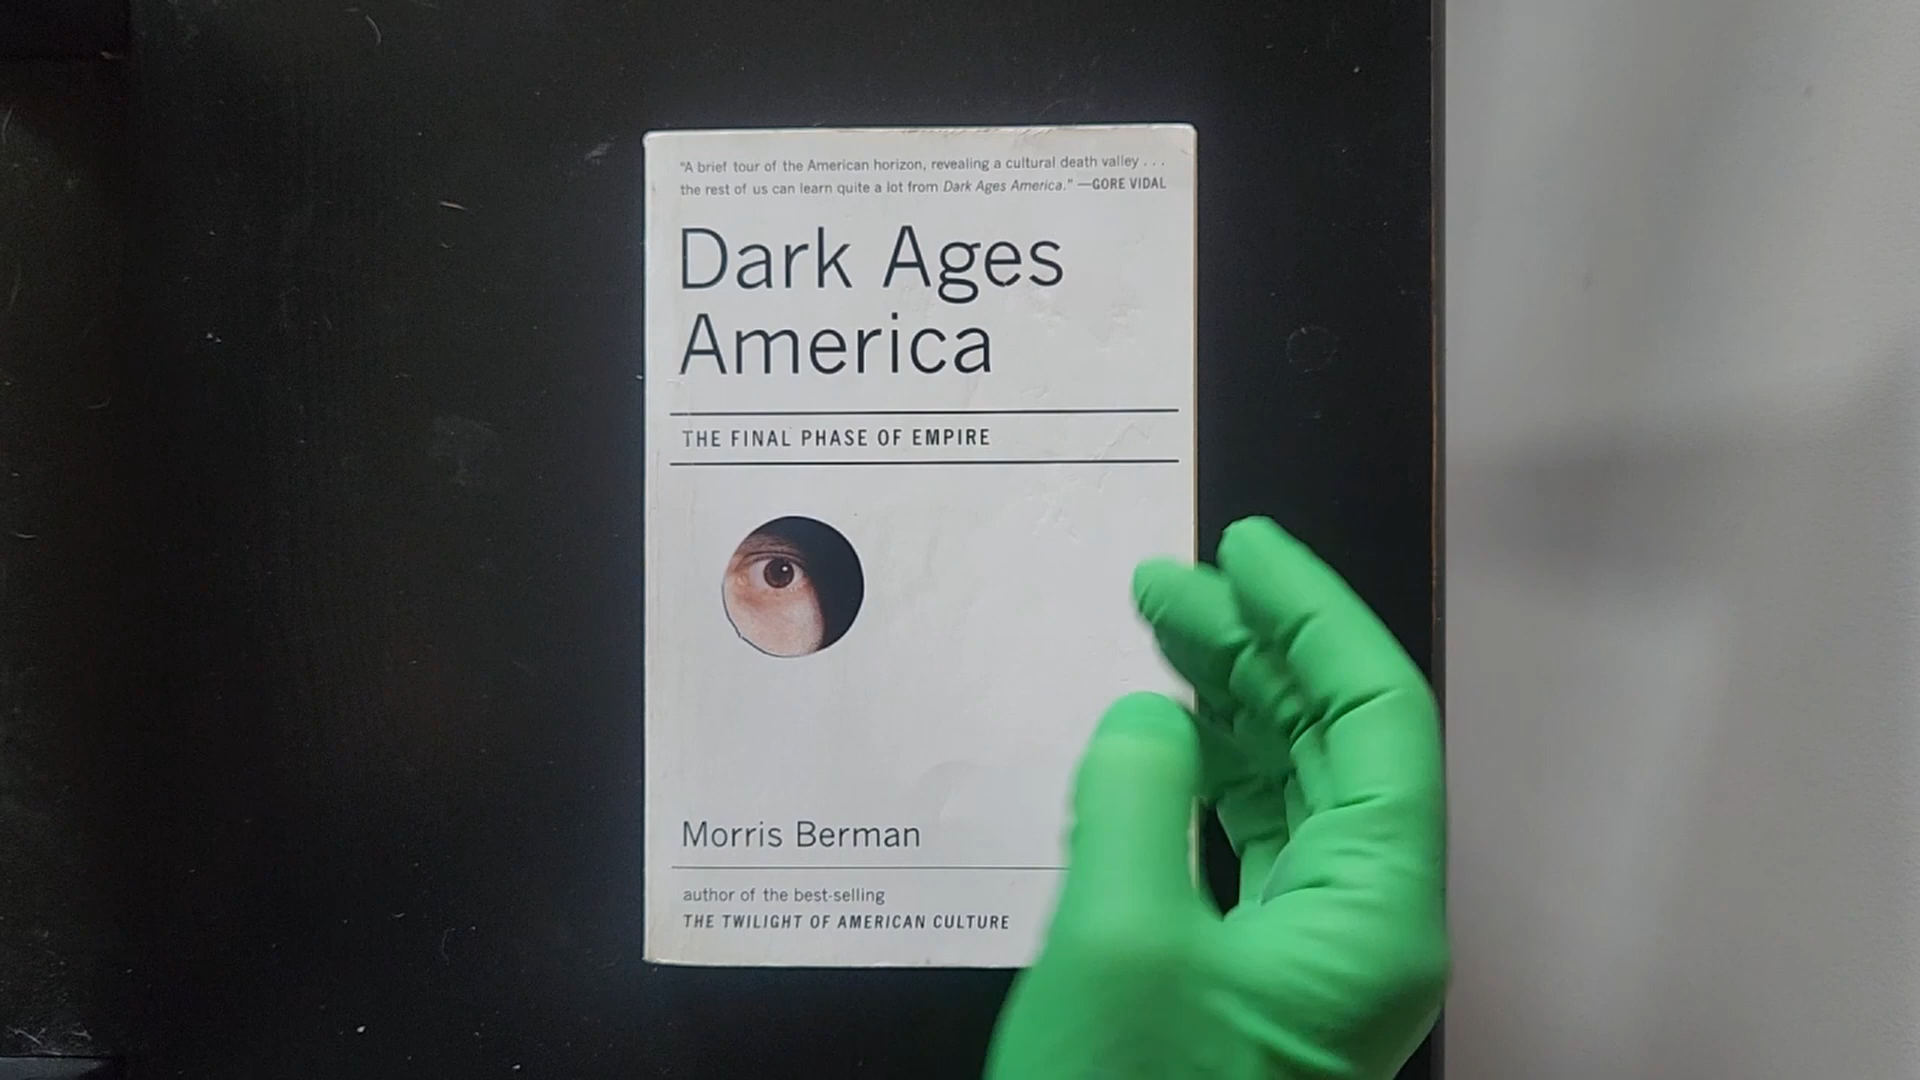 "A brief tour of the American horizon, revealing a cultural death valley . . .
the rest of us can learn quite a lot from Dark Ages America." —GORE VIDAL
Dark Ages
America
THE FINAL PHASE OF EMPIRE
Morris Berman
author of the best-selling
THE TWILIGHT OF AMERICAN CULTURE